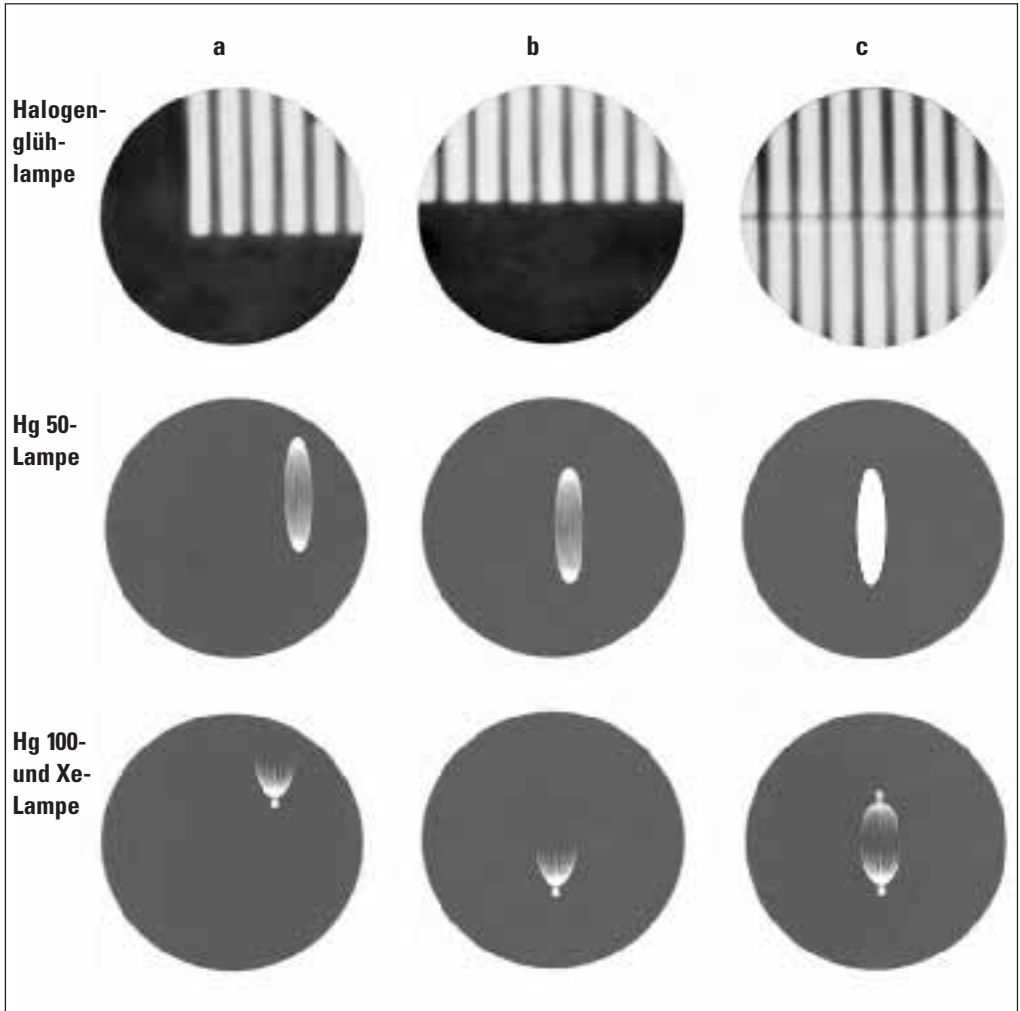 a b c
Halogen-
glüh-
lampe
Hg 50-
Lampe
Hg 100-
und Xe-
Lampe